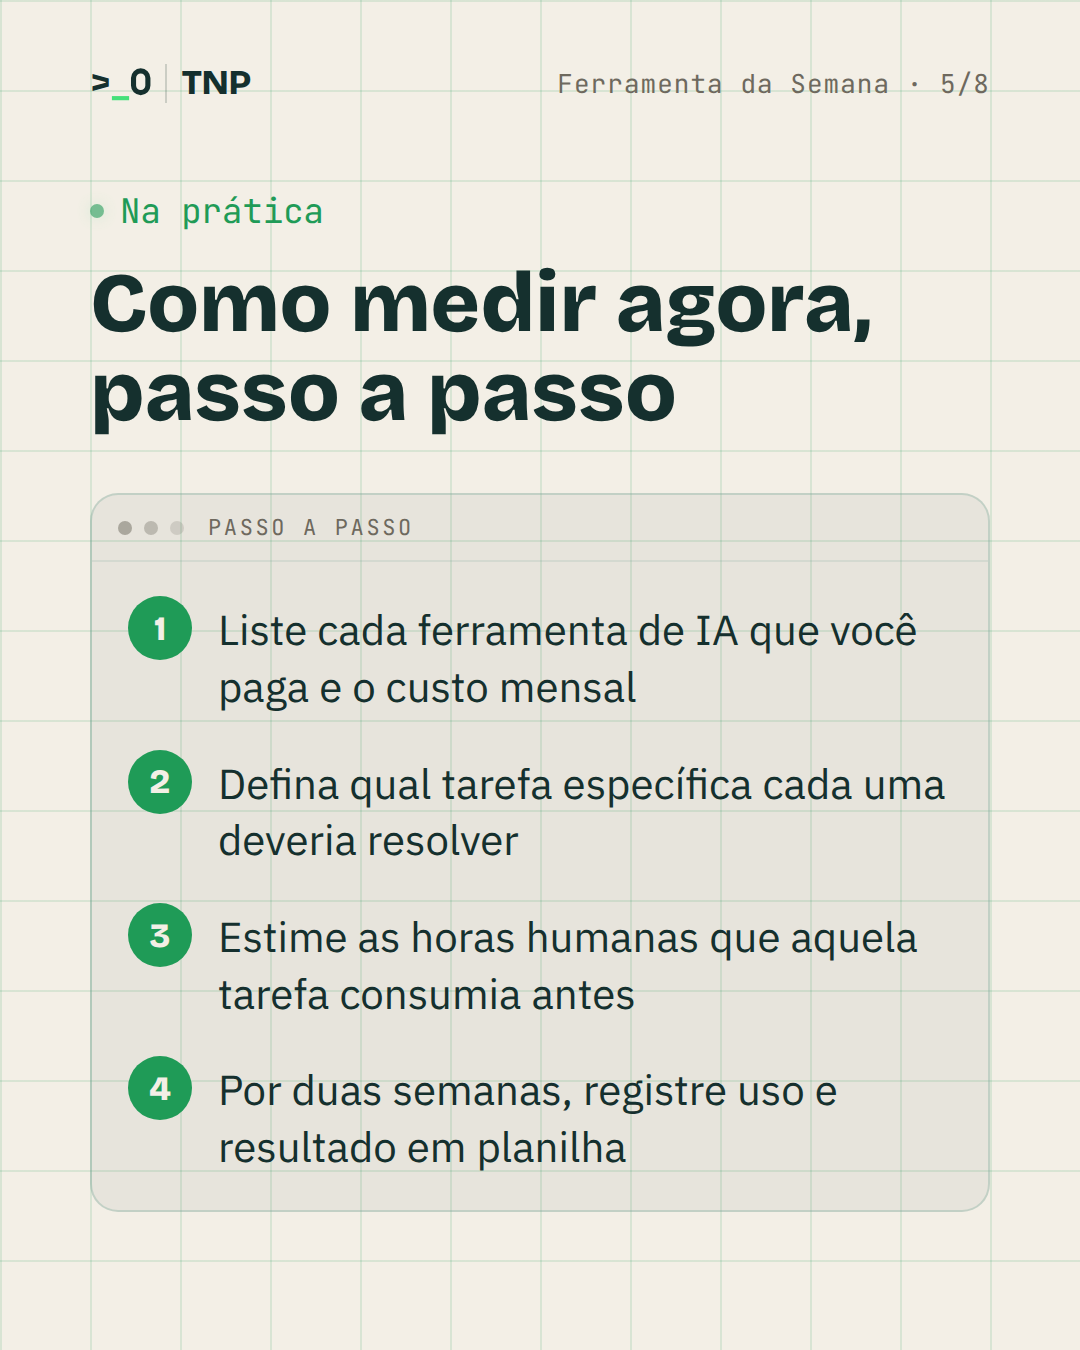 >_O TNP
Ferramenta da Semana · 5/8
Na prática
Como medir agora,
passo a passo
PASSO A PASSO
1 Liste cada ferramenta de IA que você
paga e o custo mensal
2 Defina qual tarefa específica cada uma
deveria resolver
3 Estime as horas humanas que aquela
tarefa consumia antes
4 Por duas semanas, registre uso e
resultado em planilha